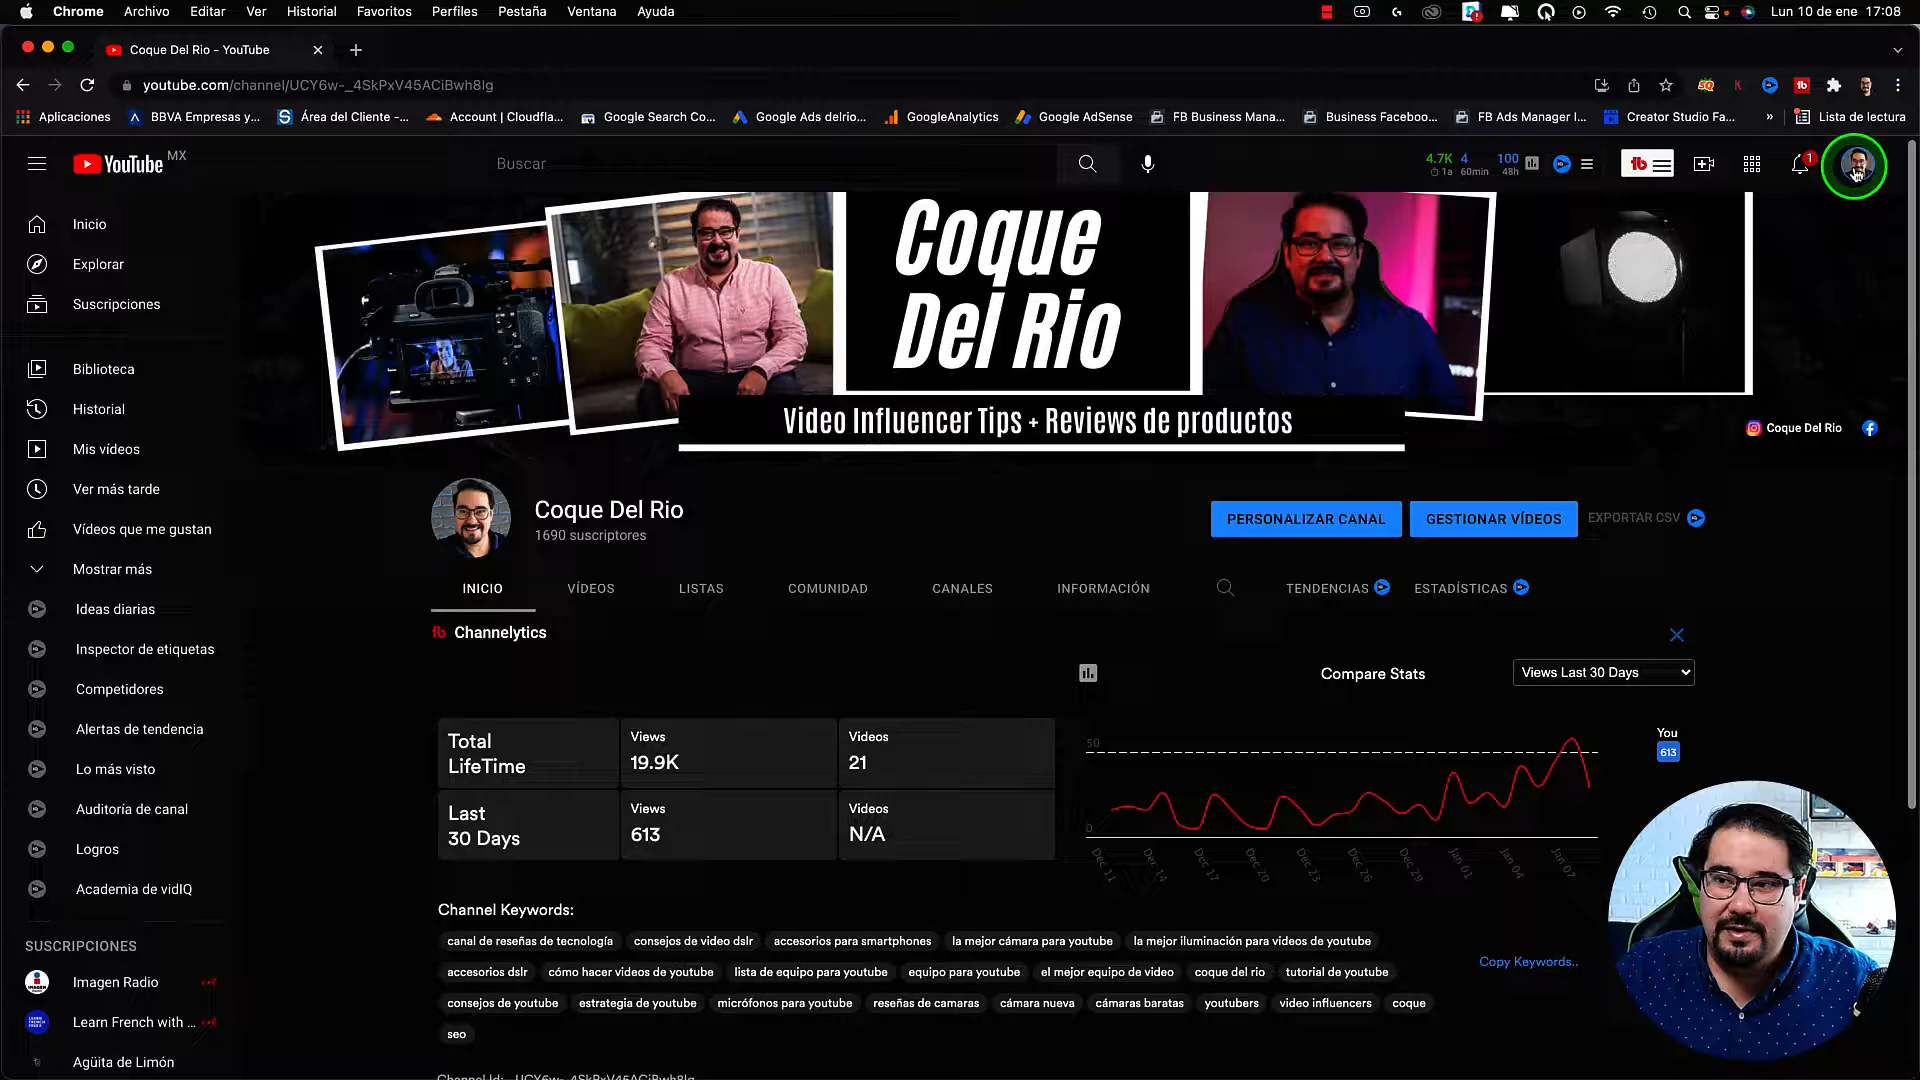 Chrome Archivo Editar Ver Historial Favoritos Perfiles Pestaña Ventana Ayuda Lun 10 de ene 17:08
Coque Del Rio - YouTube
youtube.com/channel/UCY6w-_4SkPxV45ACiBwh8Ig
Aplicaciones BBVA Empresas y... Área del Cliente -... Account | Cloudfla... Google Search Co... Google Ads delrio... GoogleAnalytics Google AdSense FB Business Mana... Business Faceboo... FB Ads Manager I... Creator Studio Fa... » Lista de lectura
YouTube MX
Buscar
4.7K 4 100
1a 60min 48h
1
Inicio
Explorar
Suscripciones
Biblioteca
Historial
Mis vídeos
Ver más tarde
Vídeos que me gustan
Mostrar más
Ideas diarias
Inspector de etiquetas
Competidores
Alertas de tendencia
Lo más visto
Auditoría de canal
Logros
Academia de vidIQ
SUSCRIPCIONES
Imagen Radio
Learn French with ...
Agüita de Limón
Coque
Del Rio
Video Influencer Tips + Reviews de productos
Coque Del Rio
Coque Del Rio
1690 suscriptores
PERSONALIZAR CANAL GESTIONAR VÍDEOS EXPORTAR CSV
INICIO VÍDEOS LISTAS COMUNIDAD CANALES INFORMACIÓN TENDENCIAS ESTADÍSTICAS
tb Channelytics
Compare Stats Views Last 30 Days
Total
LifeTime
Views
19.9K
Videos
21
Last
30 Days
Views
613
Videos
N/A
50
0
Dec 11 Dec 14 Dec 17 Dec 20 Dec 23 Dec 26 Dec 29 Jan 01 Jan 04 Jan 07
You
613
Channel Keywords:
canal de reseñas de tecnología consejos de video dslr accesorios para smartphones la mejor cámara para youtube la mejor iluminación para videos de youtube
accesorios dslr cómo hacer videos de youtube lista de equipo para youtube equipo para youtube el mejor equipo de video coque del rio tutorial de youtube
consejos de youtube estrategia de youtube micrófonos para youtube reseñas de camaras cámara nueva cámaras baratas youtubers video influencers coque
seo
Copy Keywords..
Channel Id: UCY6w-_4SkPxV45ACiBwh8Ig